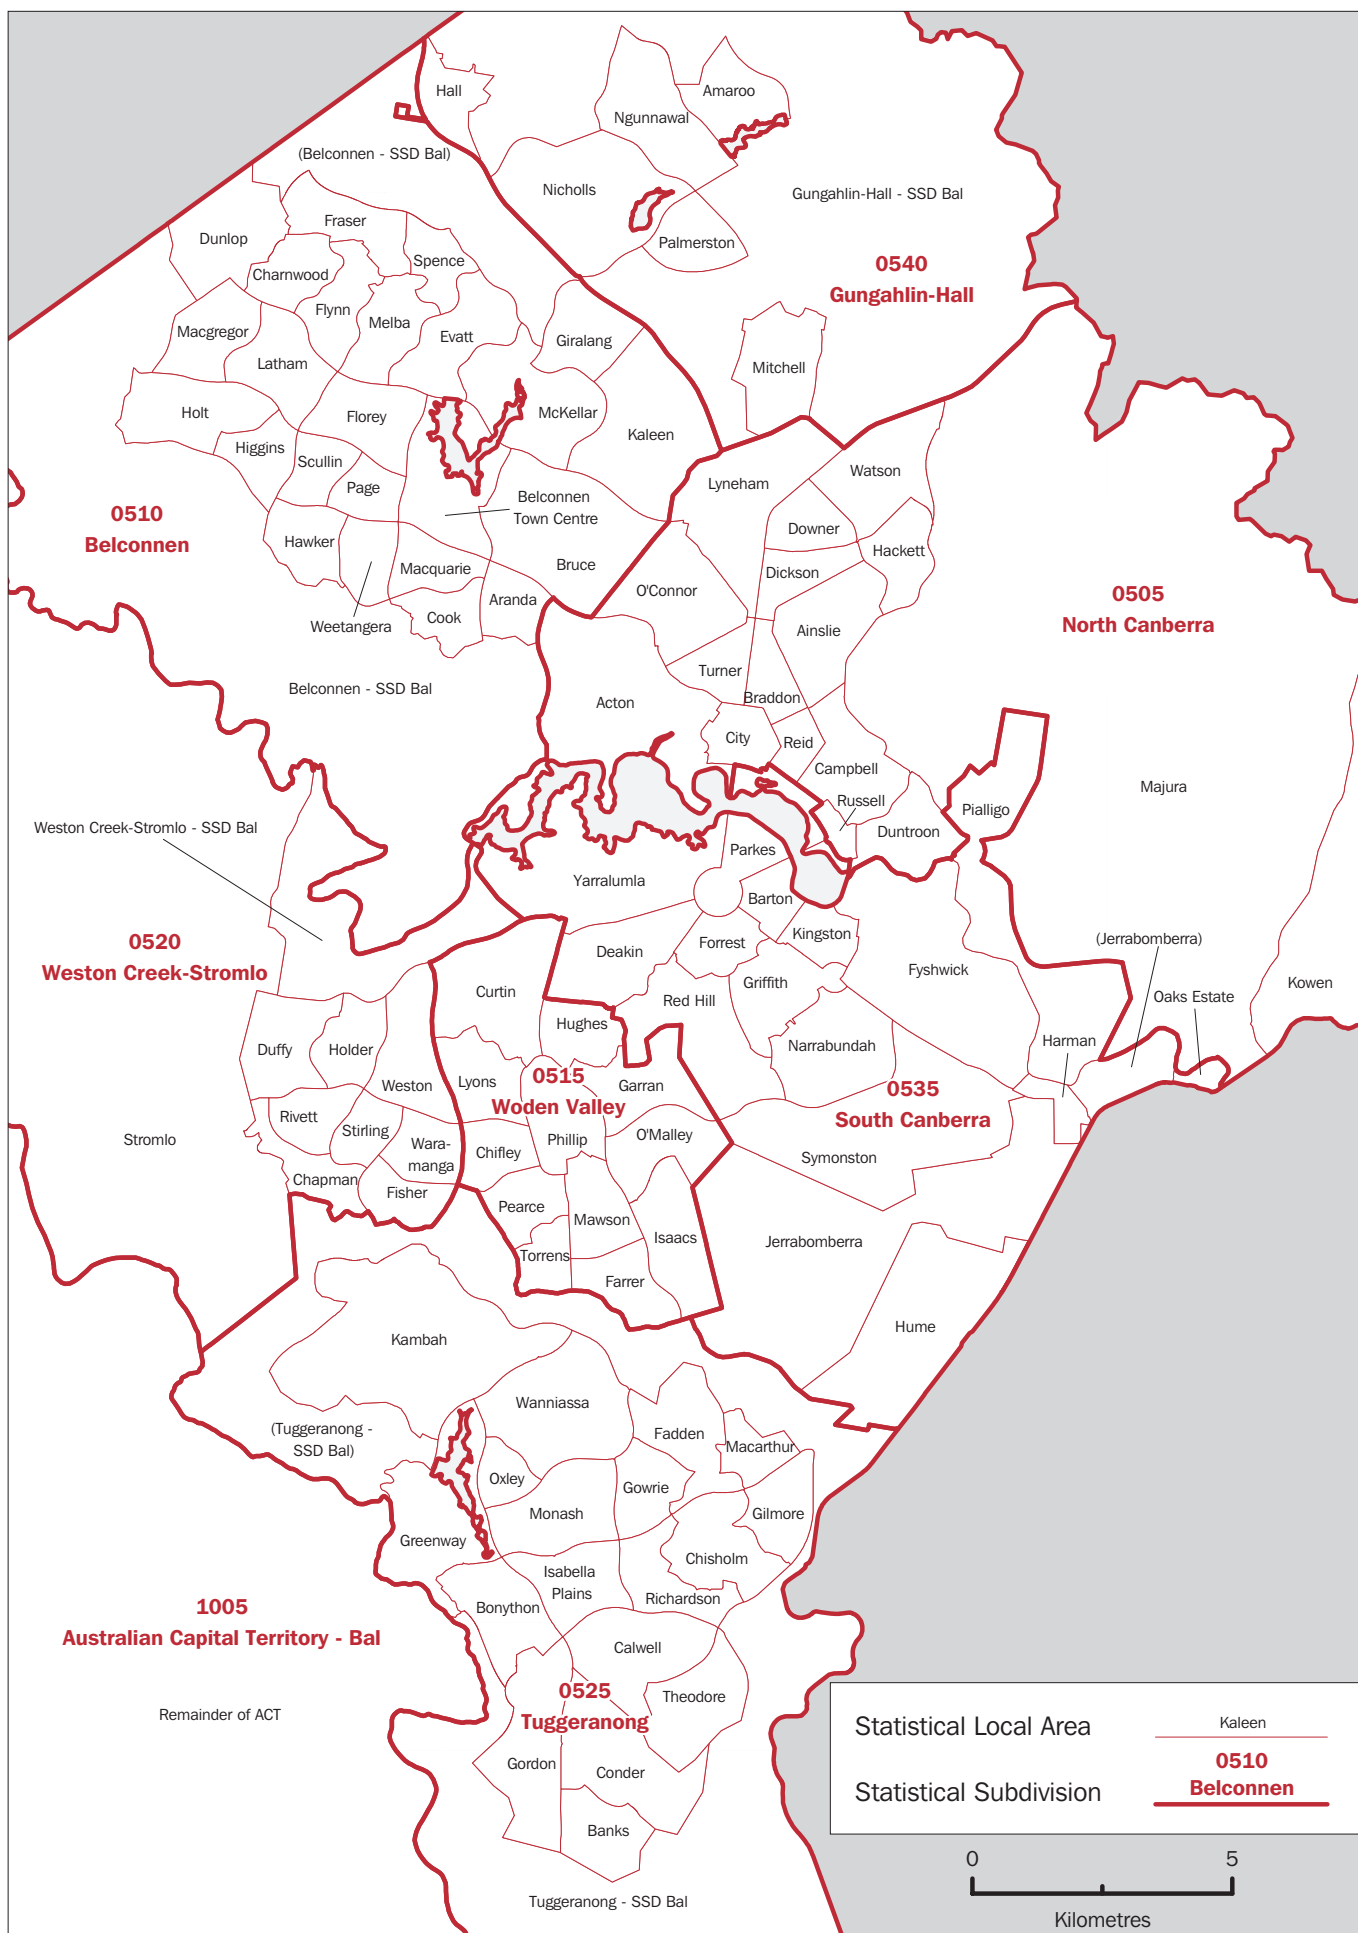 Hall
Amaroo
Ngunnawal
(Belconnen - SSD Bal)
Nicholls
Gungahlin-Hall - SSD Bal
Fraser
Dunlop
Palmerston
Spence
0540
Gungahlin-Hall
Charnwood
Flynn
Melba
Macgregor
Evatt
Giralang
Latham
Mitchell
Holt
Florey
McKellar
Kaleen
Higgins
Scullin
Watson
Page
Lyneham
Belconnen
Town Centre
0510
Belconnen
Downer
Hawker
Hackett
Macquarie
Bruce
Dickson
O'Connor
Aranda
0505
North Canberra
Cook
Weetangera
Ainslie
Turner
Belconnen - SSD Bal
Braddon
Acton
City
Reid
Campbell
Majura
Russell
Pialligo
Weston Creek-Stromlo - SSD Bal
Duntroon
Parkes
Yarralumla
Barton
Kingston
0520
Weston Creek-Stromlo
(Jerrabomberra)
Forrest
Deakin
Fyshwick
Griffith
Kowen
Curtin
Red Hill
Oaks Estate
Hughes
Harman
Duffy
Holder
Narrabundah
Weston
Lyons
0515
Woden Valley
Garran
0535
South Canberra
Rivett
Stirling
Stromlo
Phillip
O'Malley
Wara-
manga
Chifley
Symonston
Chapman
Fisher
Pearce
Mawson
Isaacs
Jerrabomberra
Torrens
Farrer
Hume
Kambah
Wanniassa
(Tuggeranong -
SSD Bal)
Fadden
Macarthur
Oxley
Gowrie
Monash
Gilmore
Greenway
Chisholm
Isabella
Plains
Richardson
Bonython
1005
Australian Capital Territory - Bal
Calwell
0525
Tuggeranong
Theodore
Remainder of ACT
Gordon
Conder
Banks
Tuggeranong - SSD Bal
Statistical Local Area
Kaleen
Statistical Subdivision
0510
Belconnen
0 5
Kilometres